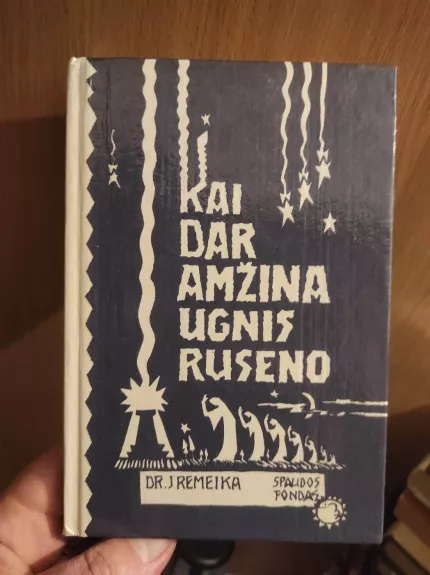 KAI
DAR
AMŽINA
UGNIS
RUSENO
DR. J REMEIKA
SPAUDOS
FONDAS